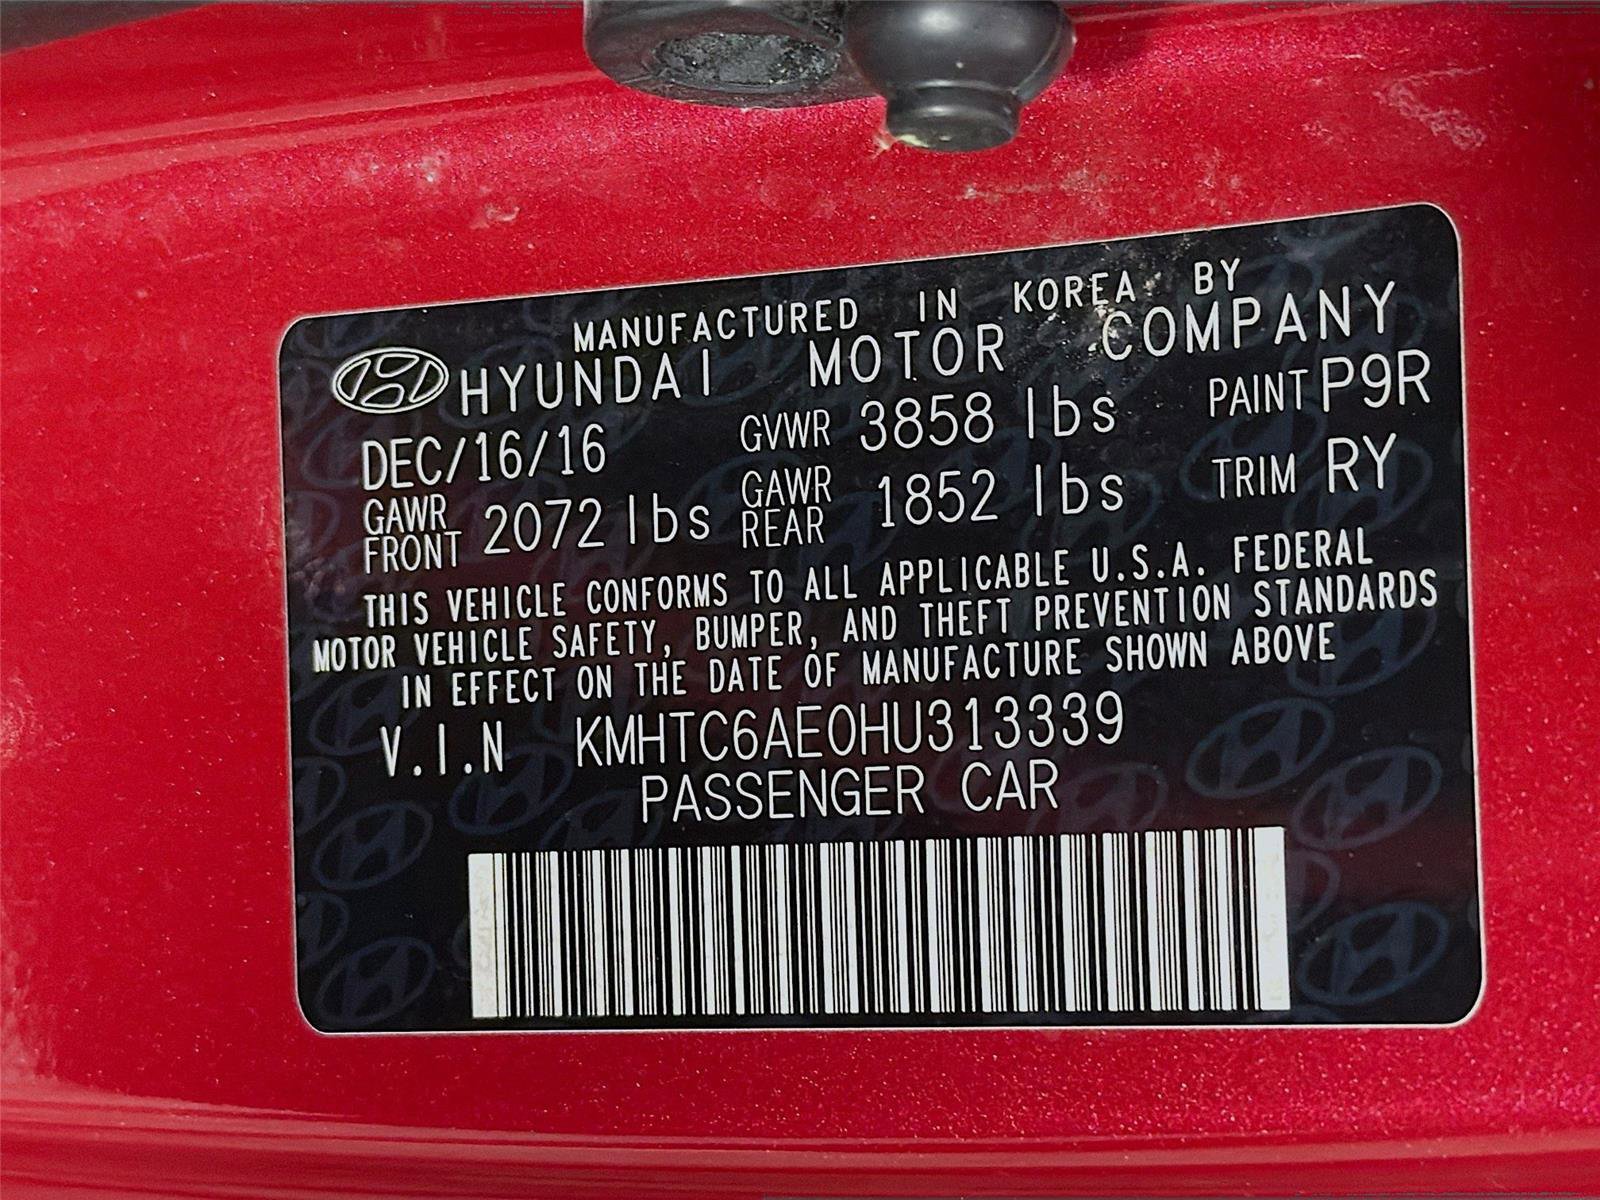 MANUFACTURED IN KOREA BY
HYUNDAI MOTOR COMPANY
DEC/16/16 GVWR 3858 lbs PAINT P9R
GAWR FRONT 2072 lbs GAWR REAR 1852 lbs TRIM RY
THIS VEHICLE CONFORMS TO ALL APPLICABLE U.S.A. FEDERAL
MOTOR VEHICLE SAFETY, BUMPER, AND THEFT PREVENTION STANDARDS
IN EFFECT ON THE DATE OF MANUFACTURE SHOWN ABOVE
V.I.N KMHTC6AE0HU313339
PASSENGER CAR